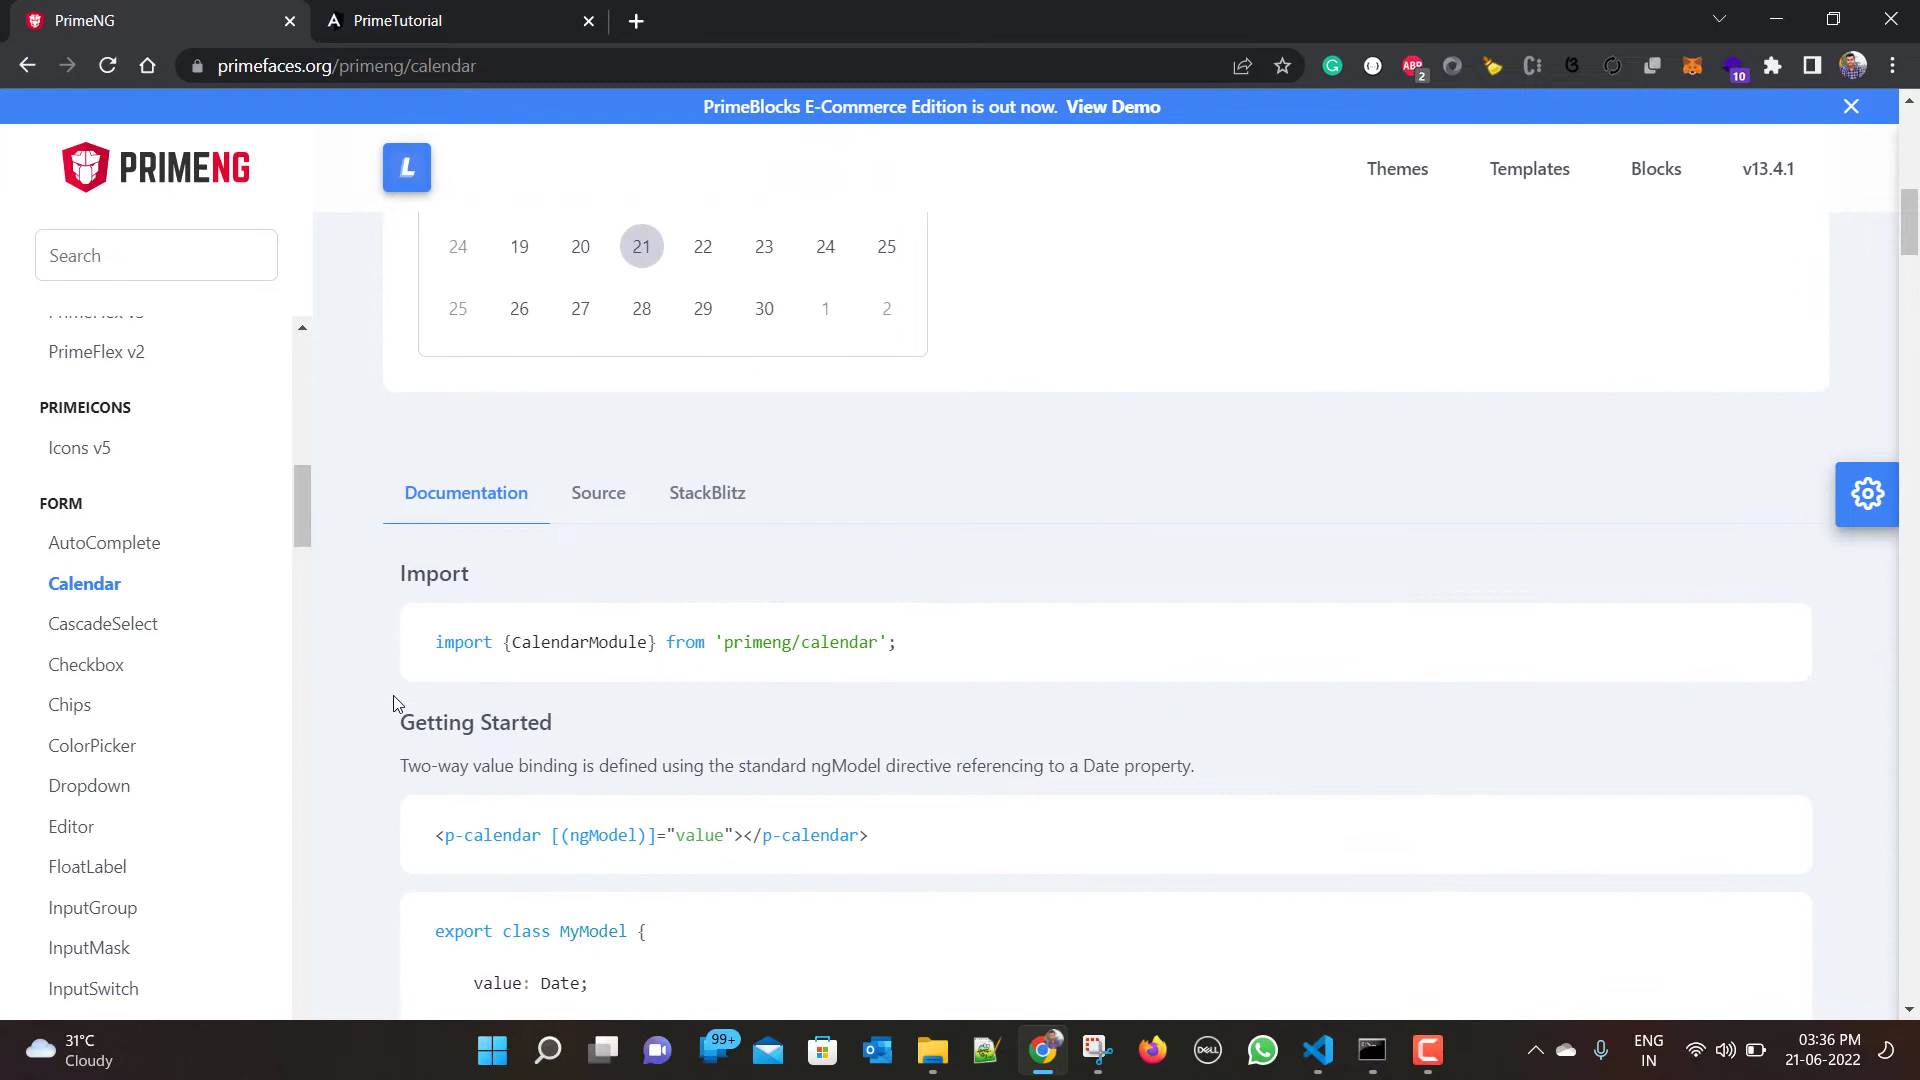 PrimeNG
PrimeTutorial
primefaces.org/primeng/calendar
ABP
2
10
PrimeBlocks E-Commerce Edition is out now. View Demo
PRIMENG
L
Themes
Templates
Blocks
v13.4.1
Search
PrimeFlex v3
PrimeFlex v2
PRIMEICONS
Icons v5
FORM
AutoComplete
Calendar
CascadeSelect
Checkbox
Chips
ColorPicker
Dropdown
Editor
FloatLabel
InputGroup
InputMask
InputSwitch
24 19 20 21 22 23 24 25
25 26 27 28 29 30 1 2
Documentation
Source
StackBlitz
Import
import {CalendarModule} from 'primeng/calendar';
Getting Started
Two-way value binding is defined using the standard ngModel directive referencing to a Date property.
<p-calendar [(ngModel)]="value"></p-calendar>
export class MyModel {
value: Date;
31°C
Cloudy
99+
DELL
ENG
IN
03:36 PM
21-06-2022